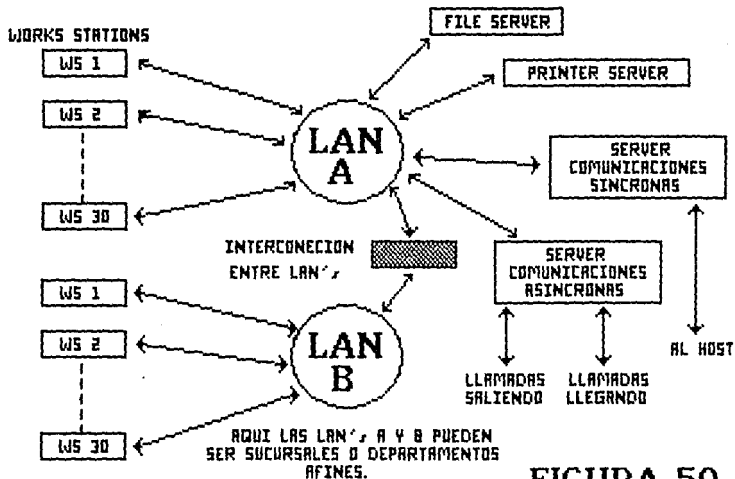 FILE SERVER
WORKS STATIONS
WS 1
PRINTER SERVER
WS 2
LAN
A
SERVER
COMUNICACIONES
SINCRONAS
WS 30
INTERCONECION
ENTRE LAN's
SERVER
COMUNICACIONES
ASINCRONAS
WS 1
WS 2
LAN
B
AL HOST
LLAMADAS
SALIENDO
LLAMADAS
LLEGANDO
WS 30
AQUI LAS LAN's A Y B PUEDEN
SER SUCURSALES O DEPARTAMENTOS
AFINES.
FIGURA 50